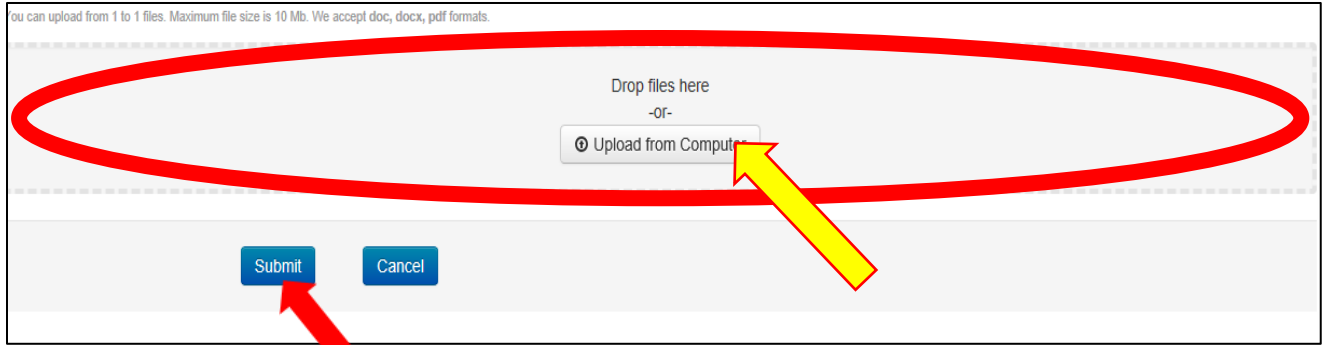 You can upload from 1 to 1 files. Maximum file size is 10 Mb. We accept doc, docx, pdf formats.
Drop files here
-or-
Upload from Computer
Submit
Cancel